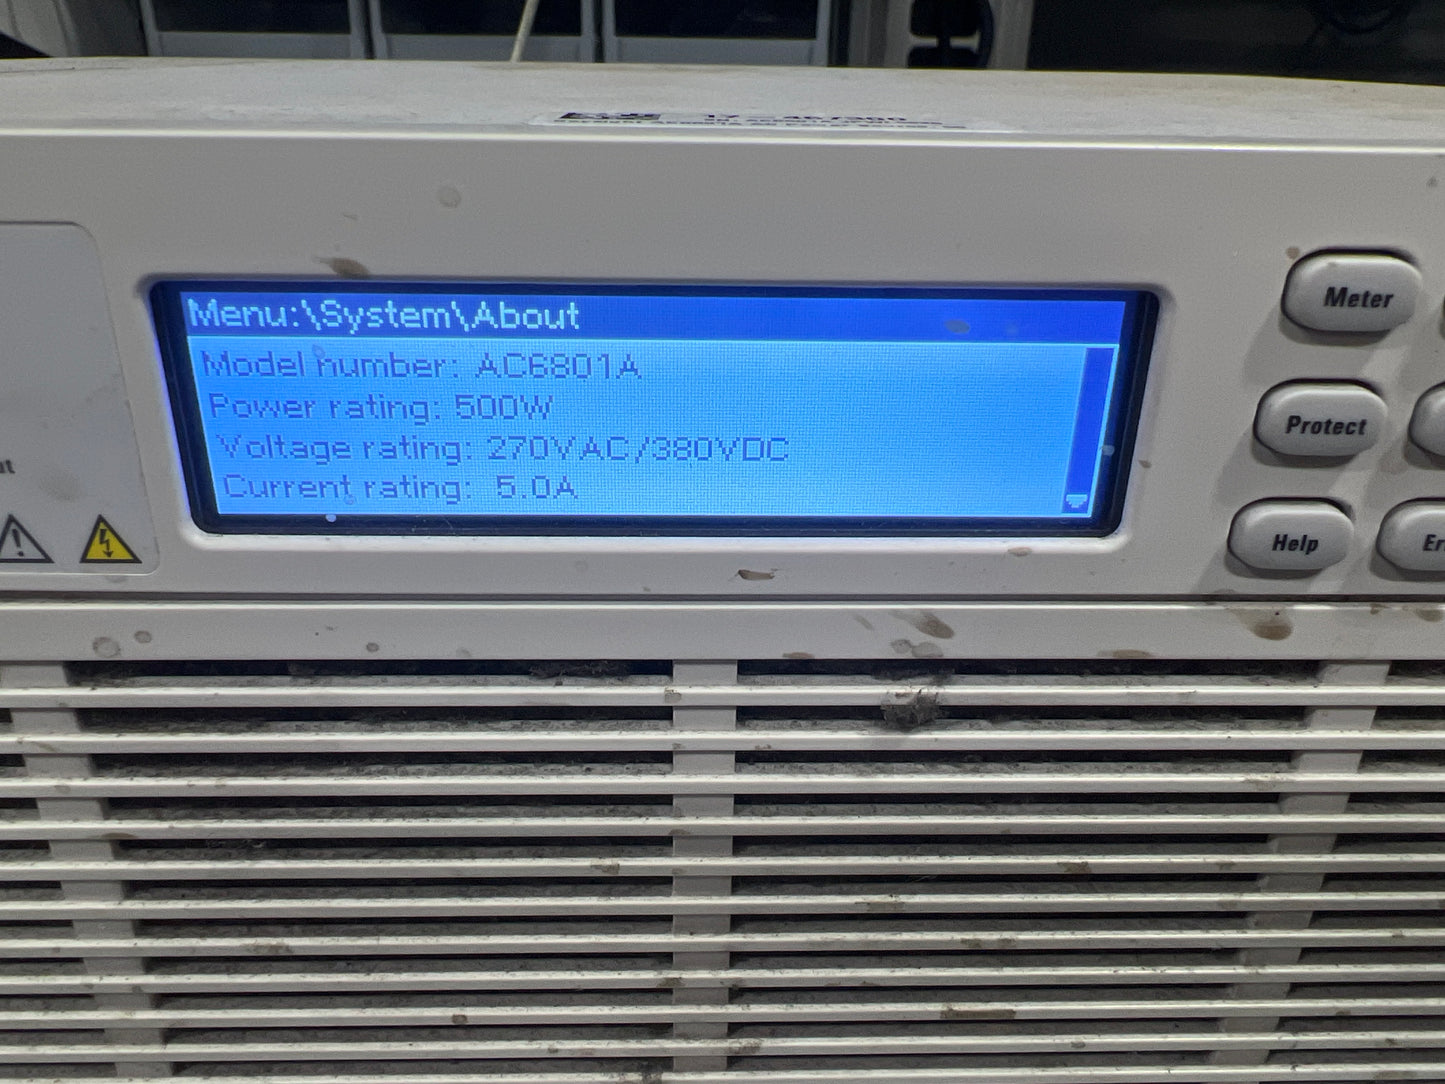 Menu:\System\About
Model number: AC6801A
Power rating: 500W
Voltage rating: 270VAC/380VDC
Current rating: 5.0A
Meter
Protect
Help